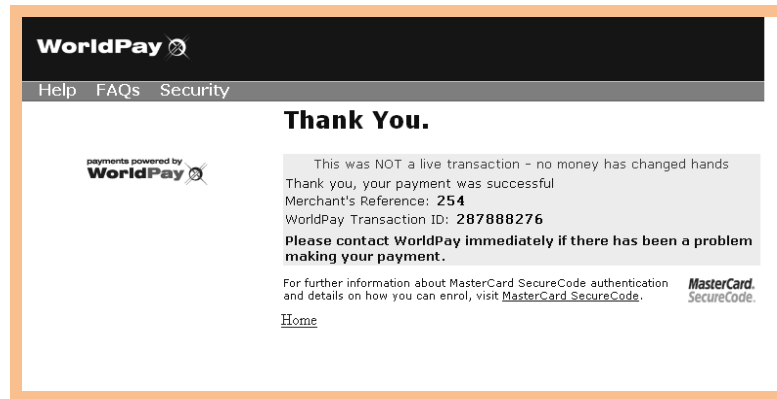 WorldPay
Help FAQs Security
Thank You.
payments powered by
WorldPay
This was NOT a live transaction - no money has changed hands
Thank you, your payment was successful
Merchant's Reference: 254
WorldPay Transaction ID: 287888276
Please contact WorldPay immediately if there has been a problem
making your payment.
For further information about MasterCard SecureCode authentication
and details on how you can enrol, visit MasterCard SecureCode.
MasterCard.
SecureCode.
Home